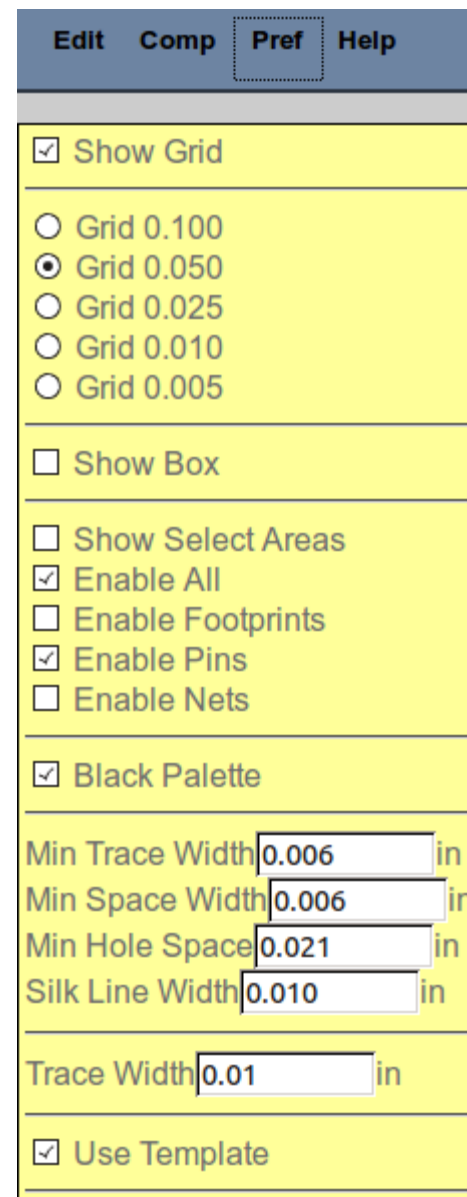 Edit Comp Pref Help
Show Grid
Grid 0.100
Grid 0.050
Grid 0.025
Grid 0.010
Grid 0.005
Show Box
Show Select Areas
Enable All
Enable Footprints
Enable Pins
Enable Nets
Black Palette
Min Trace Width 0.006 in
Min Space Width 0.006 in
Min Hole Space 0.021 in
Silk Line Width 0.010 in
Trace Width 0.01 in
Use Template